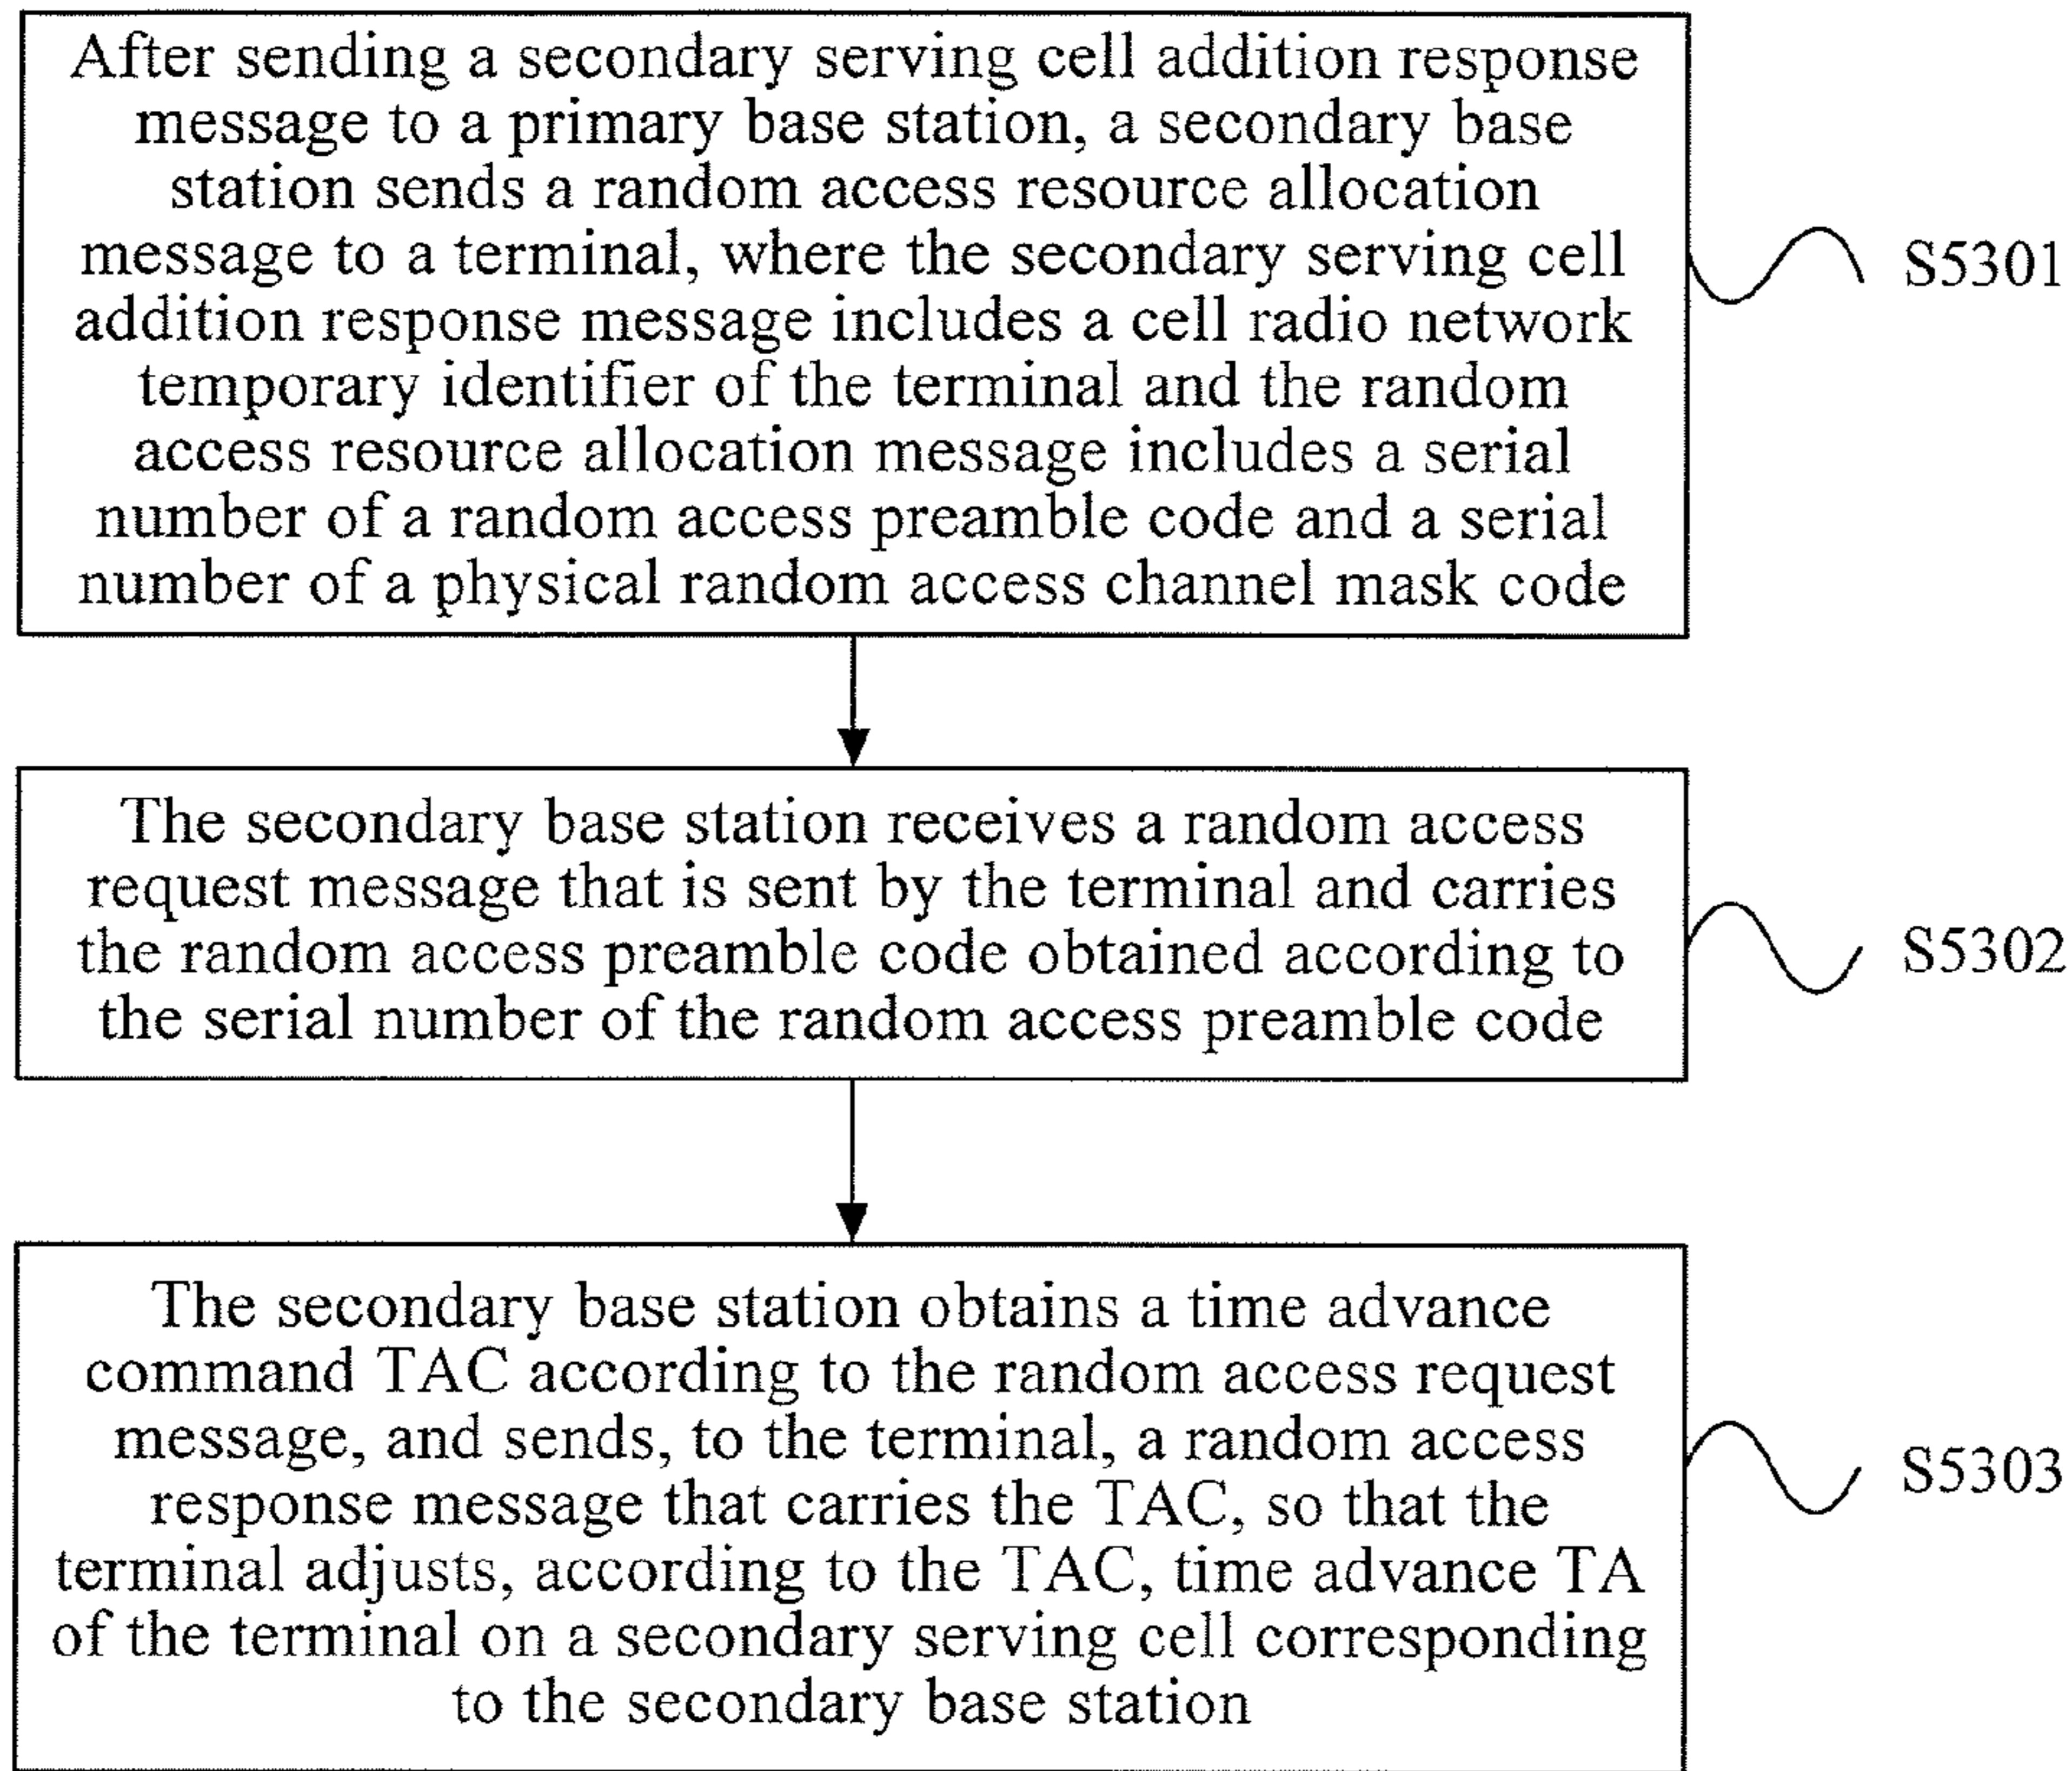 After sending a secondary serving cell addition response
message to a primary base station, a secondary base
station sends a random access resource allocation
message to a terminal, where the secondary serving cell
addition response message includes a cell radio network
temporary identifier of the terminal and the random
access resource allocation message includes a serial
number of a random access preamble code and a serial
number of a physical random access channel mask code
S5301
The secondary base station receives a random access
request message that is sent by the terminal and carries
the random access preamble code obtained according to
the serial number of the random access preamble code
S5302
The secondary base station obtains a time advance
command TAC according to the random access request
message, and sends, to the terminal, a random access
response message that carries the TAC, so that the
terminal adjusts, according to the TAC, time advance TA
of the terminal on a secondary serving cell corresponding
to the secondary base station
S5303